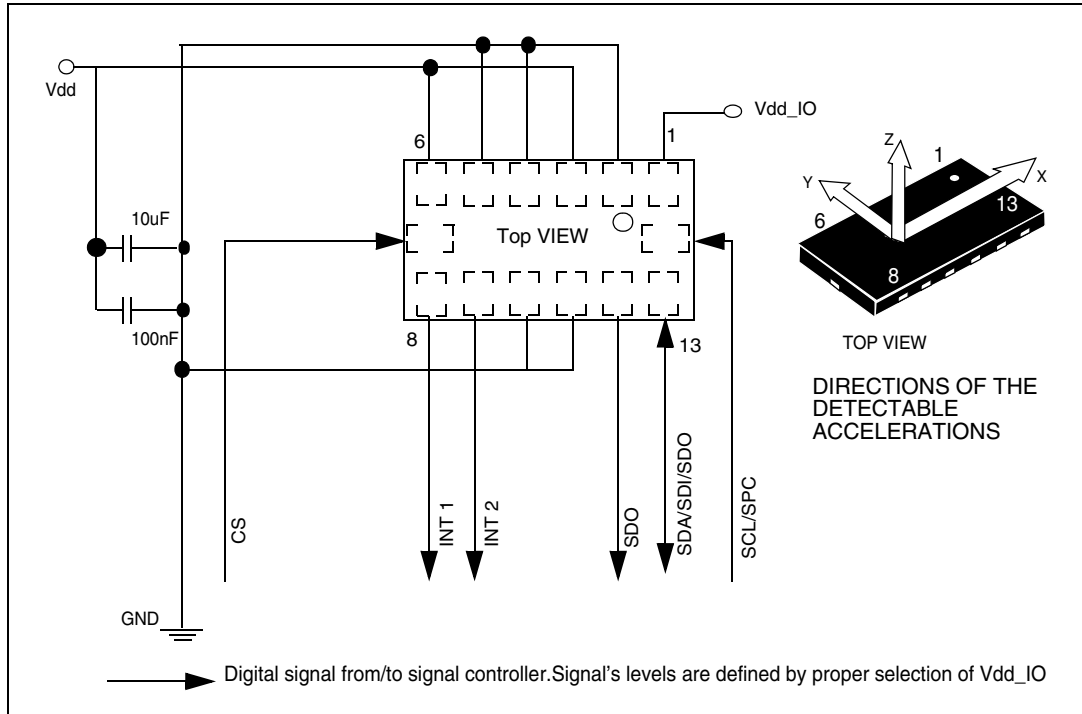 Vdd
Vdd_IO
6
1
10uF
100nF
Top VIEW
8
13
Z
1
Y
X
6
13
8
TOP VIEW
DIRECTIONS OF THE
DETECTABLE
ACCELERATIONS
CS
INT 1
INT 2
SDO
SDA/SDI/SDO
SCL/SPC
GND
Digital signal from/to signal controller.Signal's levels are defined by proper selection of Vdd_IO